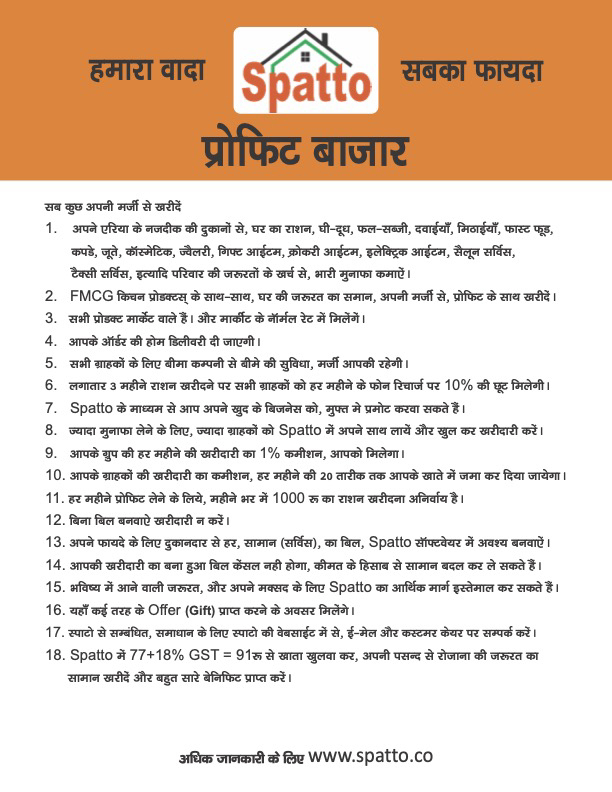 हमारा वादा
Spatto
सबका फायदा
प्रोफिट बाजार
सब कुछ अपनी मर्जी से खरीदें
1. अपने एरिया के नजदीक की दुकानों से, घर का राशन, घी-दूध, फल-सब्जी, दवाईयाँ, मिठाईयाँ, फास्ट फूड,
कपडे, जूते, कॉस्मेटिक, ज्वैलरी, गिफ्ट आईटम, क्रोकरी आईटम, इलेक्ट्रिक आईटम, सैलून सर्विस,
टैक्सी सर्विस, इत्यादि परिवार की जरूरतों के खर्च से, भारी मुनाफा कमाऐं।
2. FMCG किचन प्रोडक्टस् के साथ-साथ, घर की जरूरत का समान, अपनी मर्जी से, प्रोफिट के साथ खरीदें।
3. सभी प्रोडक्ट मार्केट वाले हैं। और मार्कीट के नॉर्मल रेट में मिलेंगें।
4. आपके ऑर्डर की होम डिलीवरी दी जाएगी।
5. सभी ग्राहकों के लिए बीमा कम्पनी से बीमे की सुविधा, मर्जी आपकी रहेगी।
6. लगातार 3 महीने राशन खरीदने पर सभी ग्राहकों को हर महीने के फोन रिचार्ज पर 10% की छूट मिलेगी।
7. Spatto के माध्यम से आप अपने खुद के बिजनेस को, मुफ्त मे प्रमोट करवा सकते हैं।
8. ज्यादा मुनाफा लेने के लिए, ज्यादा ग्राहकों को Spatto में अपने साथ लायें और खुल कर खरीदारी करें।
9. आपके ग्रुप की हर महीने की खरीदारी का 1% कमीशन, आपको मिलेगा।
10. आपके ग्राहकों की खरीदारी का कमीशन, हर महीने की 20 तारीक तक आपके खाते में जमा कर दिया जायेगा।
11. हर महीने प्रोफिट लेने के लिये, महीने भर में 1000 रू का राशन खरीदना अनिर्वाय है।
12. बिना बिल बनवाऐ खरीदारी न करें।
13. अपने फायदे के लिए दुकानदार से हर, सामान (सर्विस), का बिल, Spatto सॉफ्टवेयर में अवश्य बनवाऐं।
14. आपकी खरीदारी का बना हुआ बिल केंसल नही होगा, कीमत के हिसाब से सामान बदल कर ले सकते हैं।
15. भविष्य में आने वाली जरूरत, और अपने मक्सद के लिए Spatto का आर्थिक मार्ग इस्तेमाल कर सकते हैं।
16. यहाँ कई तरह के Offer (Gift) प्राप्त करने के अवसर मिलेंगे।
17. स्पाटो से सम्बंधित, समाधान के लिए स्पाटो की वेबसाईट में से, ई-मेल और कस्टमर केयर पर सम्पर्क करें।
18. Spatto में 77+18% GST = 91रू से खाता खुलवा कर, अपनी पसन्द से रोजाना की जरूरत का
सामान खरीदें और बहुत सारे बेनिफिट प्राप्त करें।
अधिक जानकारी के लिए www.spatto.co